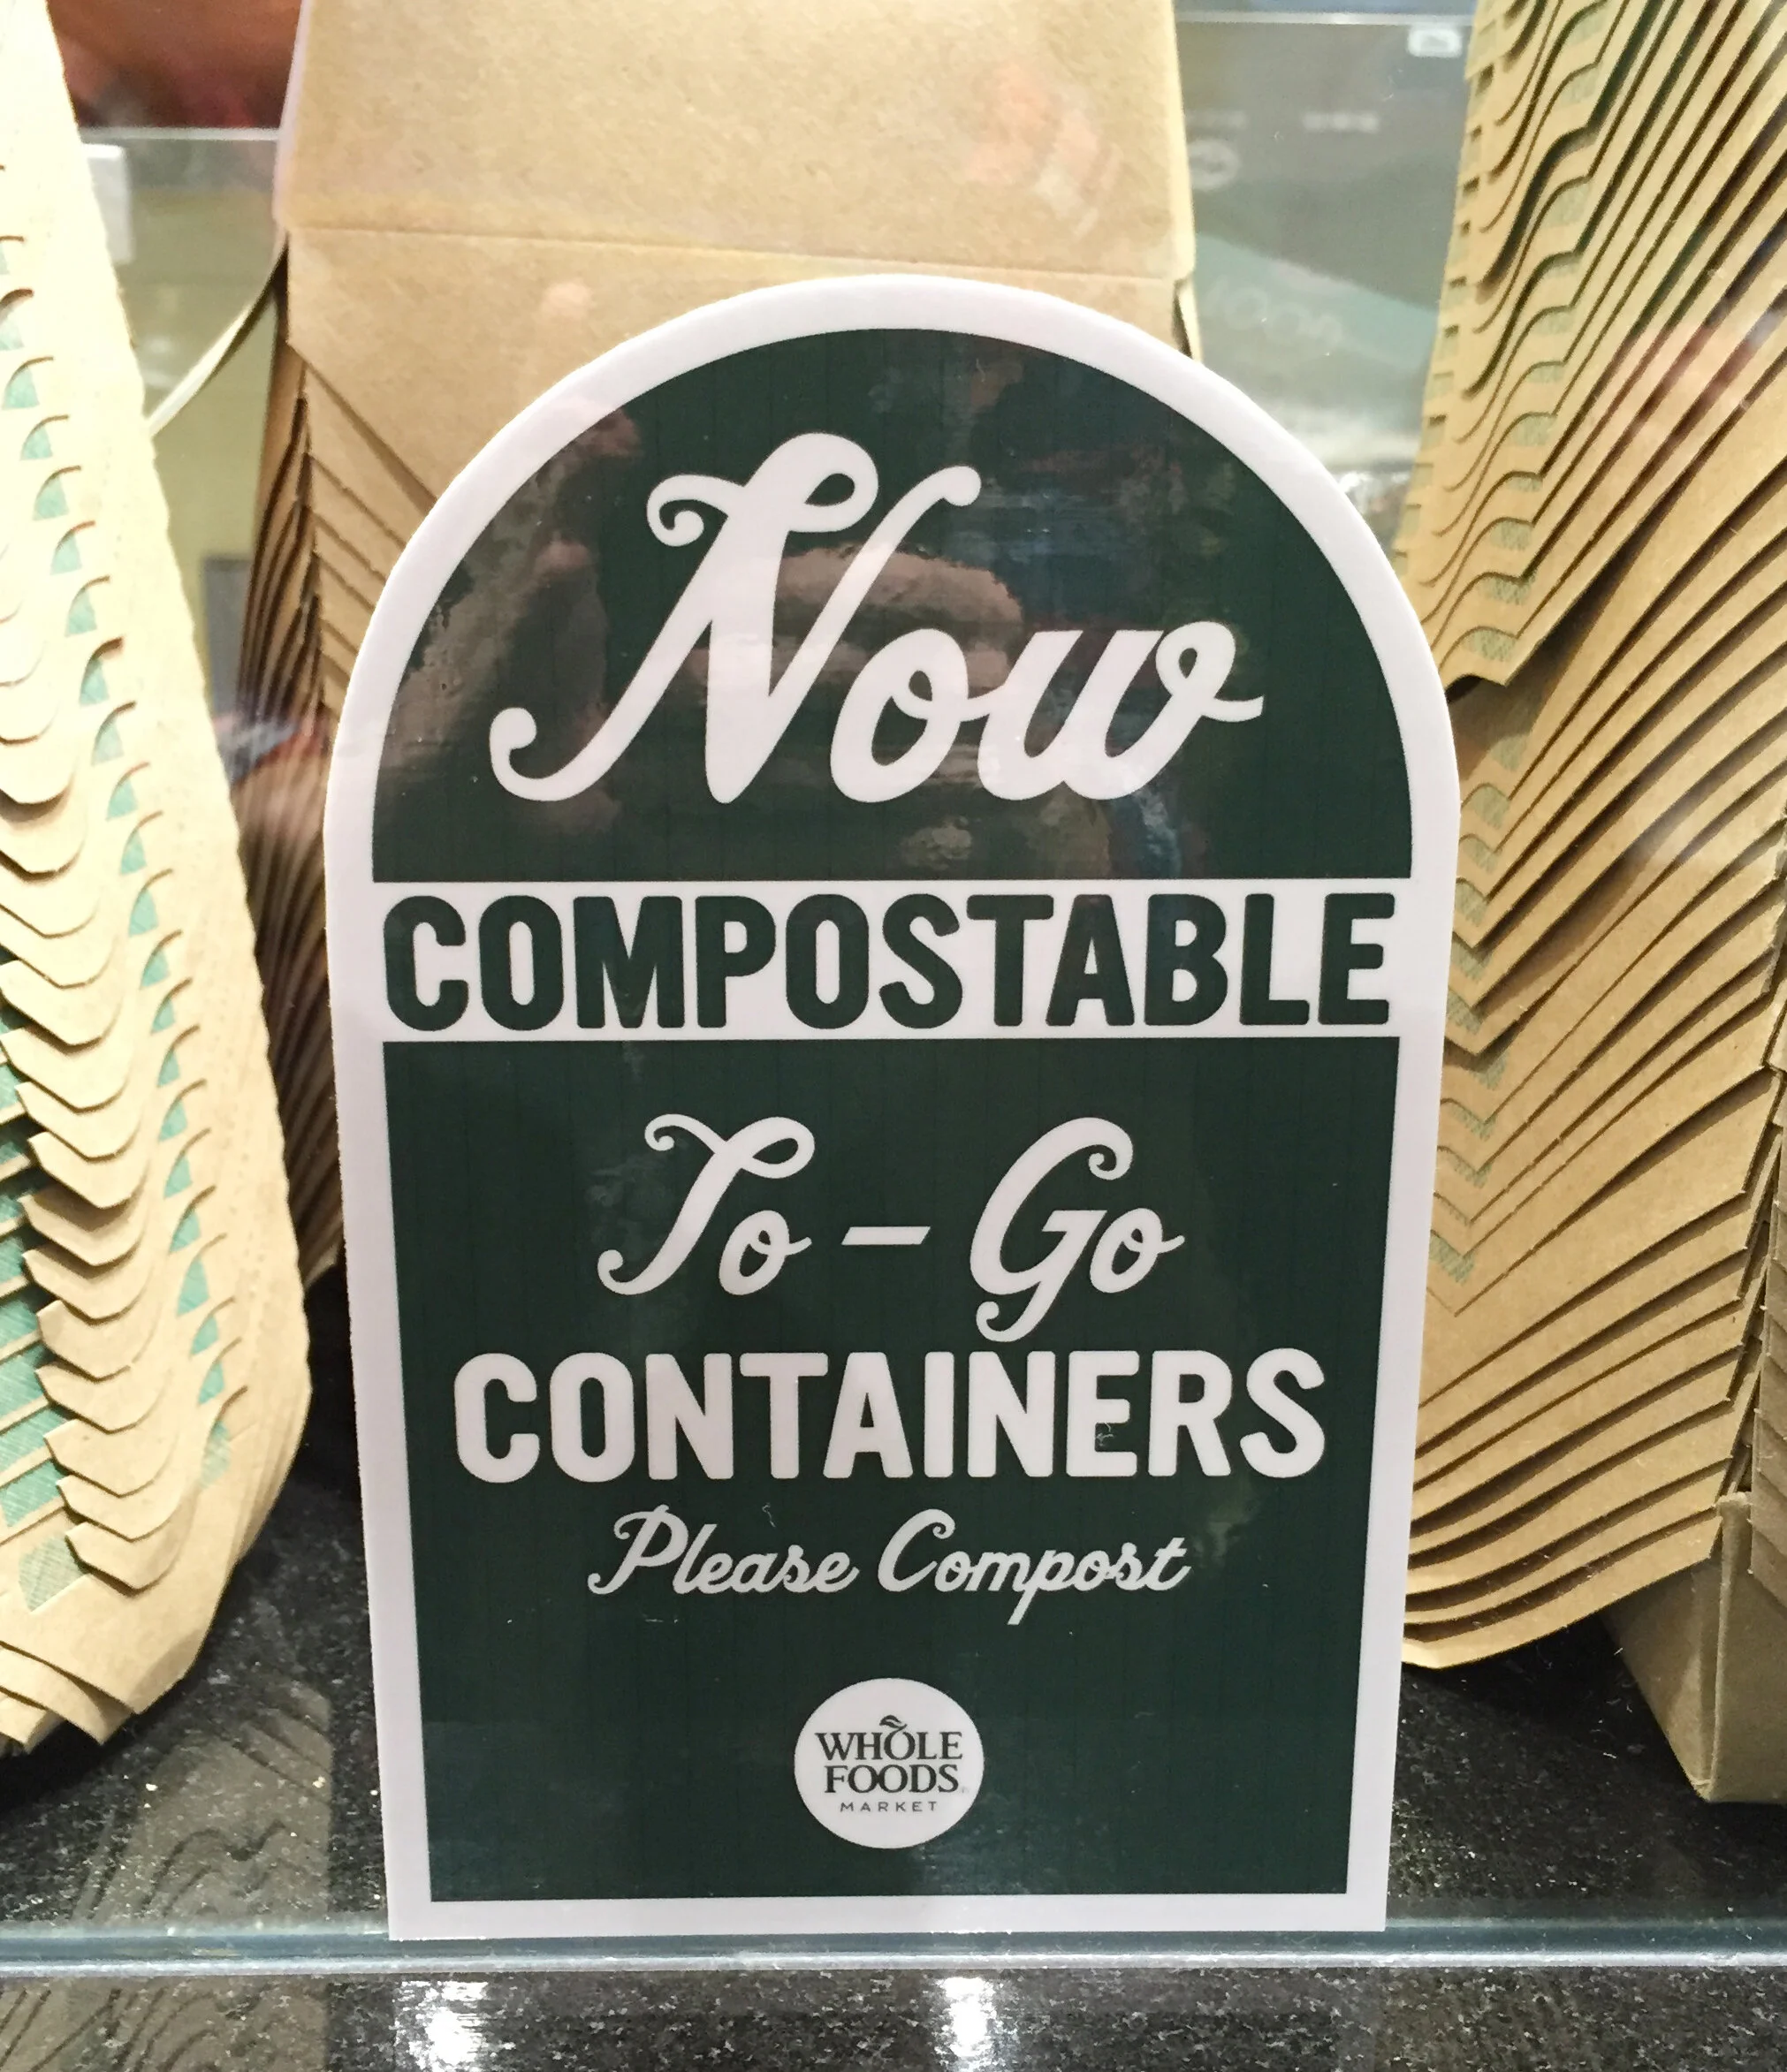 Now
COMPOSTABLE
To - Go
CONTAINERS
Please Compost
WHOLE
FOODS
MARKET